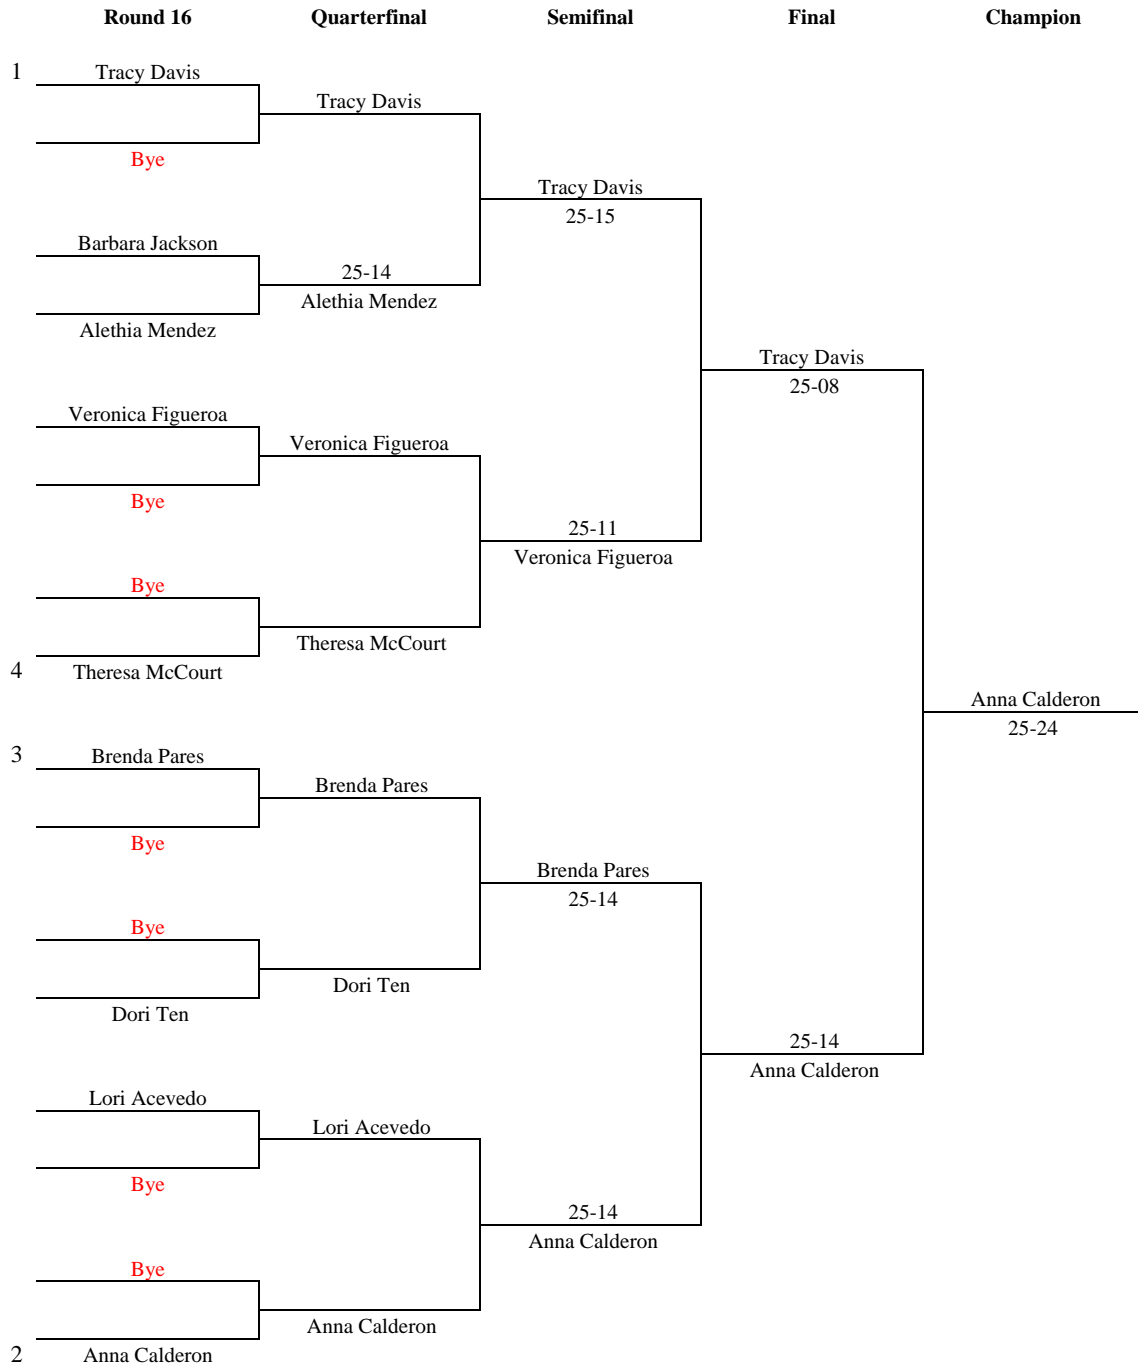 Round 16 Quarterfinal Semifinal Final Champion
1 Tracy Davis
Tracy Davis
Bye
Tracy Davis
25-15
Barbara Jackson
25-14
Alethia Mendez
Alethia Mendez
Tracy Davis
25-08
Veronica Figueroa
Veronica Figueroa
Bye
25-11
Veronica Figueroa
Bye
Theresa McCourt
4 Theresa McCourt
Anna Calderon
25-24
3 Brenda Pares
Brenda Pares
Bye
Brenda Pares
25-14
Bye
Dori Ten
Dori Ten
25-14
Anna Calderon
Lori Acevedo
Lori Acevedo
Bye
25-14
Anna Calderon
Bye
Anna Calderon
2 Anna Calderon